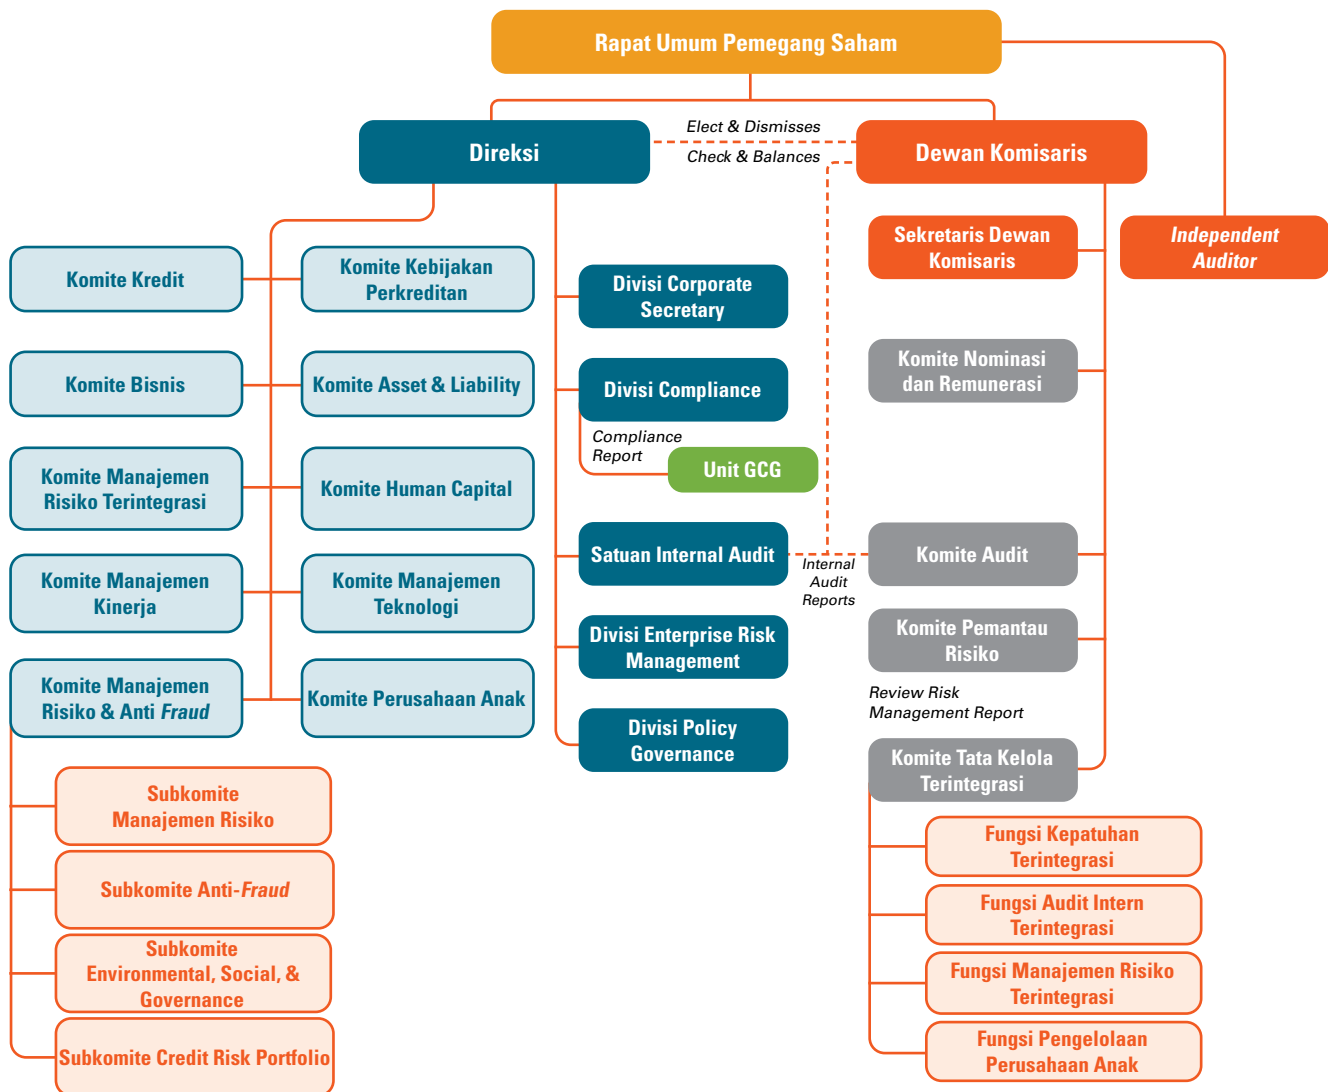 Rapat Umum Pemegang Saham
Direksi
Elect & Dismisses
Check & Balances
Dewan Komisaris
Komite Kredit
Komite Kebijakan
Perkreditan
Komite Bisnis
Komite Asset & Liability
Komite Manajemen
Risiko Terintegrasi
Komite Human Capital
Komite Manajemen
Kinerja
Komite Manajemen
Teknologi
Komite Manajemen
Risiko & Anti Fraud
Komite Perusahaan Anak
Subkomite
Manajemen Risiko
Subkomite Anti-Fraud
Subkomite
Environmental, Social, &
Governance
Subkomite Credit Risk Portfolio
Divisi Corporate
Secretary
Divisi Compliance
Compliance
Report
Unit GCG
Satuan Internal Audit
Internal
Audit
Reports
Divisi Enterprise Risk
Management
Divisi Policy
Governance
Sekretaris Dewan
Komisaris
Independent
Auditor
Komite Nominasi
dan Remunerasi
Komite Audit
Komite Pemantau
Risiko
Review Risk
Management Report
Komite Tata Kelola
Terintegrasi
Fungsi Kepatuhan
Terintegrasi
Fungsi Audit Intern
Terintegrasi
Fungsi Manajemen Risiko
Terintegrasi
Fungsi Pengelolaan
Perusahaan Anak